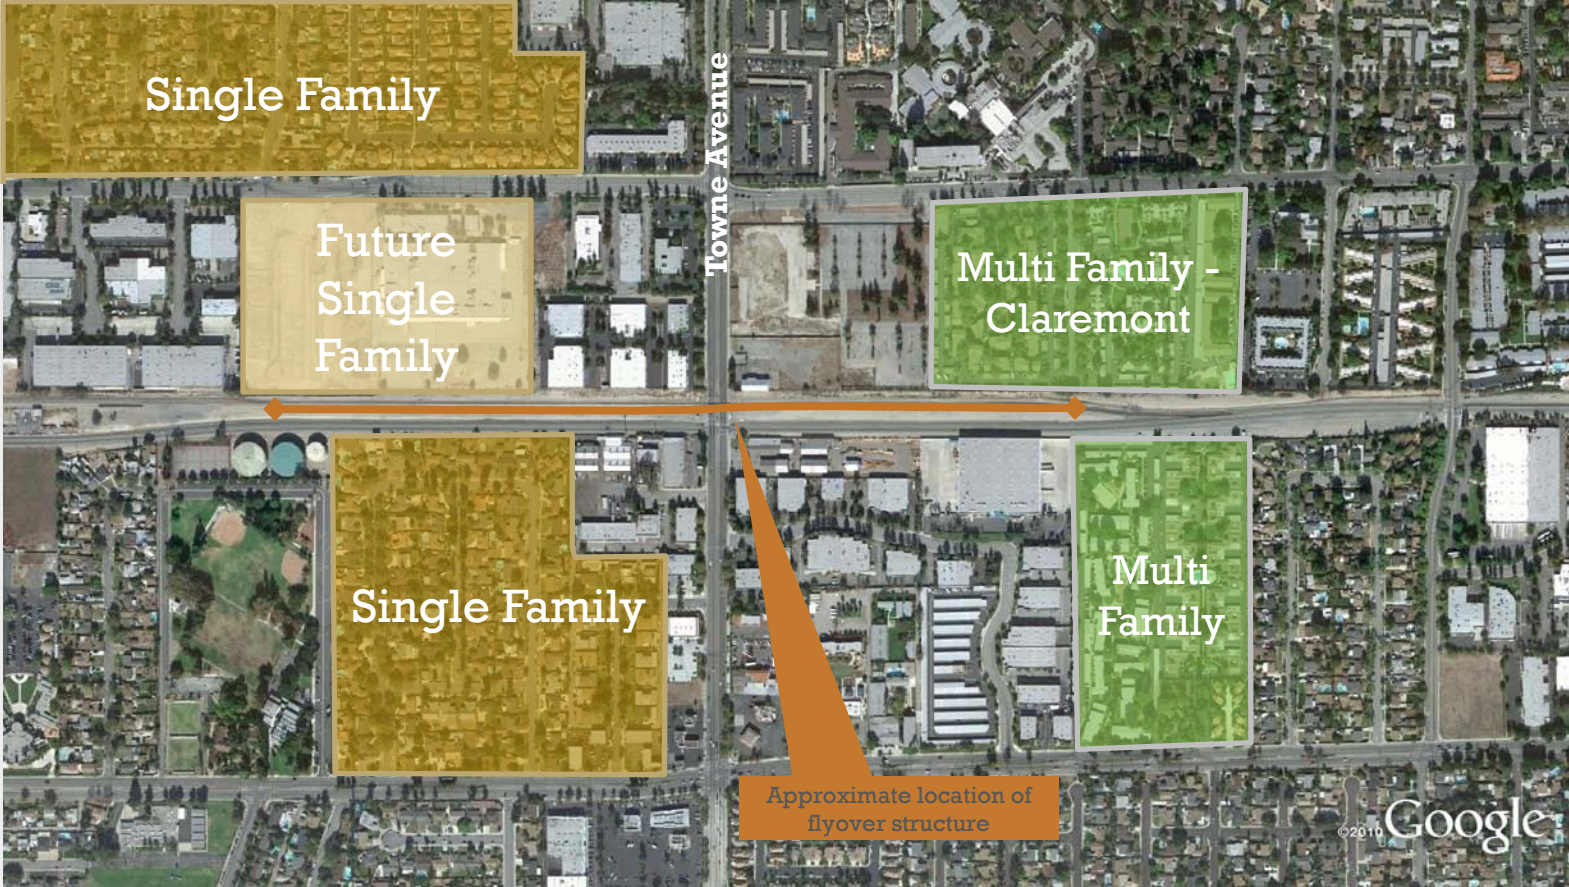 Single Family
Towne Avenue
Future
Single
Family
Multi Family -
Claremont
Single Family
Multi
Family
Approximate location of
flyover structure
©2010 Google